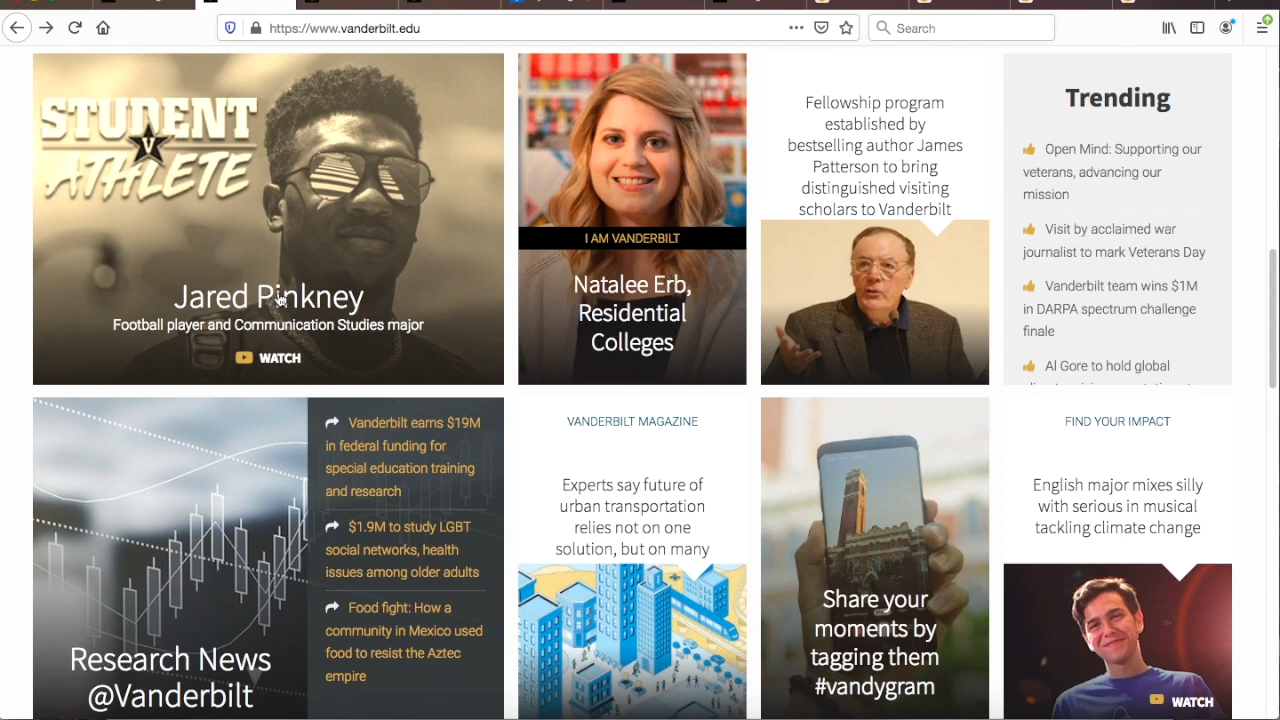 https://www.vanderbilt.edu
Search
STUDENT
V
ATHLETE
Jared Pinkney
Football player and Communication Studies major
WATCH
I AM VANDERBILT
Natalee Erb,
Residential
Colleges
Fellowship program
established by
bestselling author James
Patterson to bring
distinguished visiting
scholars to Vanderbilt
Trending
Open Mind: Supporting our
veterans, advancing our
mission
Visit by acclaimed war
journalist to mark Veterans Day
Vanderbilt team wins $1M
in DARPA spectrum challenge
finale
Al Gore to hold global
Research News
@Vanderbilt
Vanderbilt earns $19M
in federal funding for
special education training
and research
$1.9M to study LGBT
social networks, health
issues among older adults
Food fight: How a
community in Mexico used
food to resist the Aztec
empire
VANDERBILT MAGAZINE
Experts say future of
urban transportation
relies not on one
solution, but on many
Share your
moments by
tagging them
#vandygram
FIND YOUR IMPACT
English major mixes silly
with serious in musical
tackling climate change
WATCH